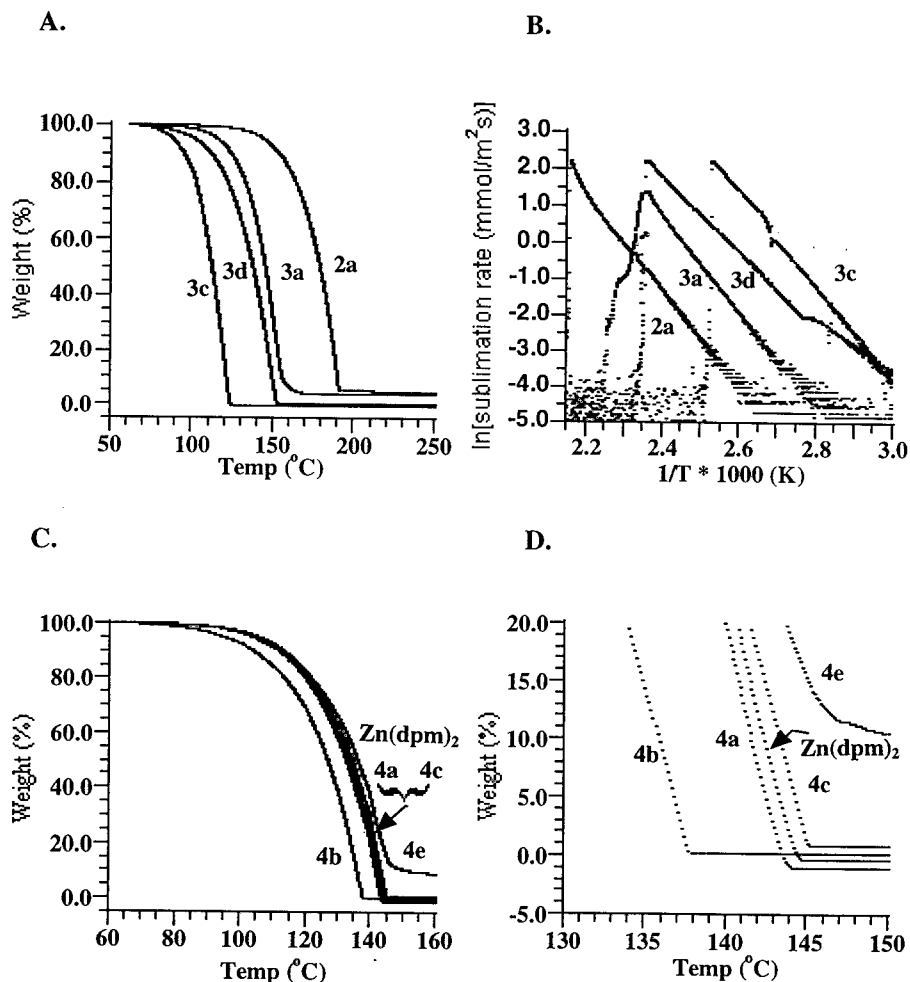 A.
B.
Weight (%)
100.0
80.0
60.0
40.0
20.0
0.0
3c
3d
3a
2a
50
100
150
200
250
Temp (°C)
ln[sublimation rate (mmol/m²s)]
3.0
2.0
1.0
0.0
-1.0
-2.0
-3.0
-4.0
-5.0
2a
3a
3d
3c
2.2
2.4
2.6
2.8
3.0
1/T * 1000 (K)
C.
D.
Weight (%)
100.0
80.0
60.0
40.0
20.0
0.0
Zn(dpm)₂
4a
4c
4b
4e
60
80
100
120
140
160
Temp (°C)
Weight (%)
20.0
15.0
10.0
5.0
0.0
-5.0
4e
Zn(dpm)₂
4b
4a
4c
130
140
145
150
Temp (°C)